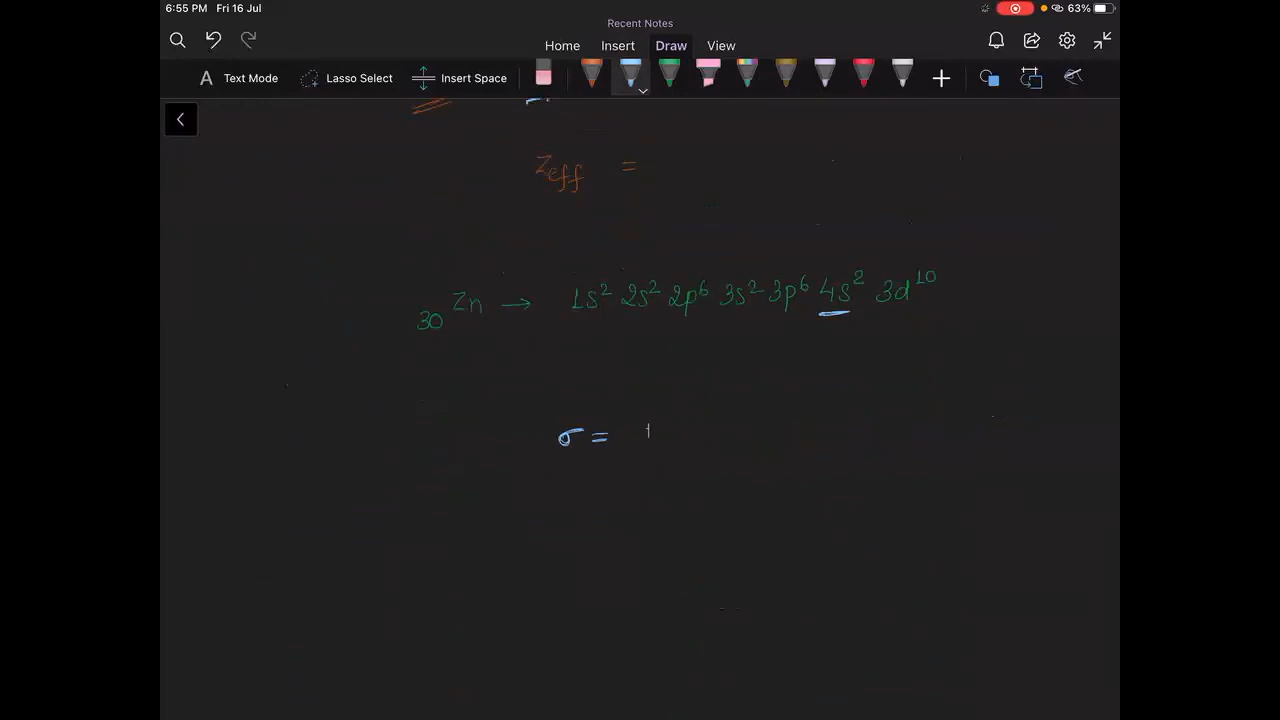 6:55 PM Fri 16 Jul
63%
Recent Notes
Home Insert Draw View
A Text Mode Lasso Select Insert Space
Zeff =
₃₀Zn → 1s² 2s² 2p⁶ 3s² 3p⁶ 4s² 3d¹⁰
σ =